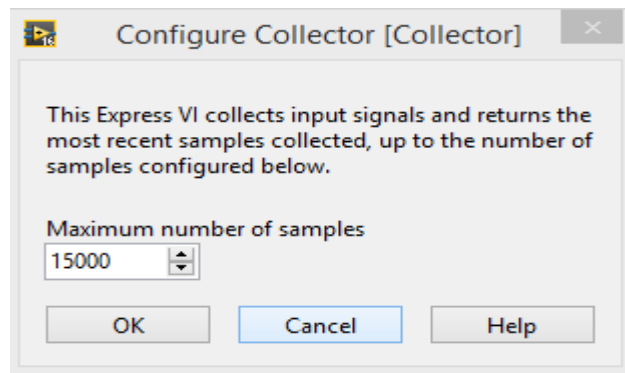 Configure Collector [Collector]
This Express VI collects input signals and returns the
most recent samples collected, up to the number of
samples configured below.
Maximum number of samples
15000
OK Cancel Help